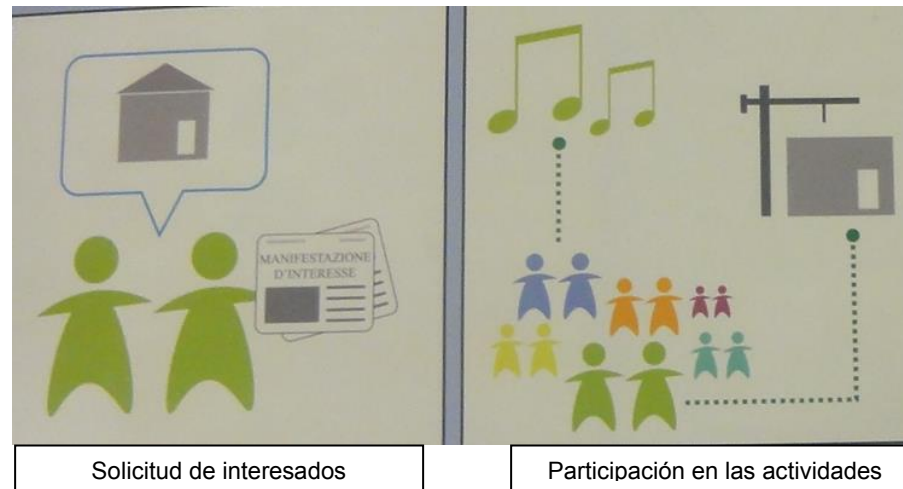 MANIFESTAZIONE
D'INTERESSE
Solicitud de interesados
Participación en las actividades